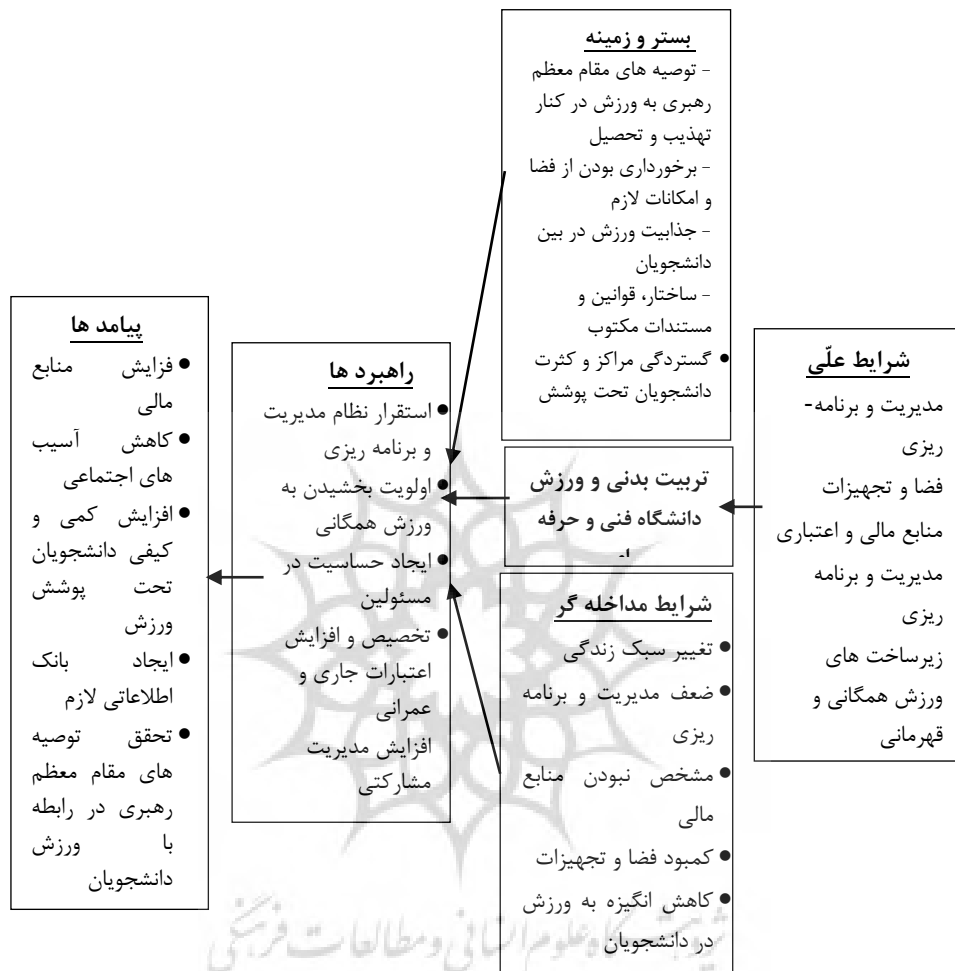 بستر و زمینه
- توصیه های مقام معظم
رهبری به ورزش در کنار
تهذیب و تحصیل
- برخورداری بودن از فضا
و امکانات لازم
- جذابیت ورزش در بین
دانشجویان
- ساختار، قوانین و
مستندات مکتوب
● گستردگی مراکز و کثرت
دانشجویان تحت پوشش
شرایط علّی
مدیریت و برنامه-
ریزی
فضا و تجهیزات
منابع مالی و اعتباری
مدیریت و برنامه
ریزی
زیرساخت های
ورزش همگانی و
قهرمانی
تربیت بدنی و ورزش
دانشگاه فنی و حرفه
شرایط مداخله گر
● تغییر سبک زندگی
● ضعف مدیریت و برنامه
ریزی
● مشخص نبودن منابع
مالی
● کمبود فضا و تجهیزات
● کاهش انگیزه به ورزش
در دانشجویان
راهبرد ها
● استقرار نظام مدیریت
و برنامه ریزی
● اولویت بخشیدن به
ورزش همگانی
● ایجاد حساسیت در
مسئولین
● تخصیص و افزایش
اعتبارات جاری و
عمرانی
افزایش مدیریت
مشارکتی
پیامد ها
● فزایش منابع
مالی
● کاهش آسیب
های اجتماعی
● افزایش کمی و
کیفی دانشجویان
تحت پوشش
ورزش
● ایجاد بانک
اطلاعاتی لازم
● تحقق توصیه
های مقام معظم
رهبری در رابطه
با ورزش
دانشجویان
پژوهشگاه علوم انسانی و مطالعات فرهنگی